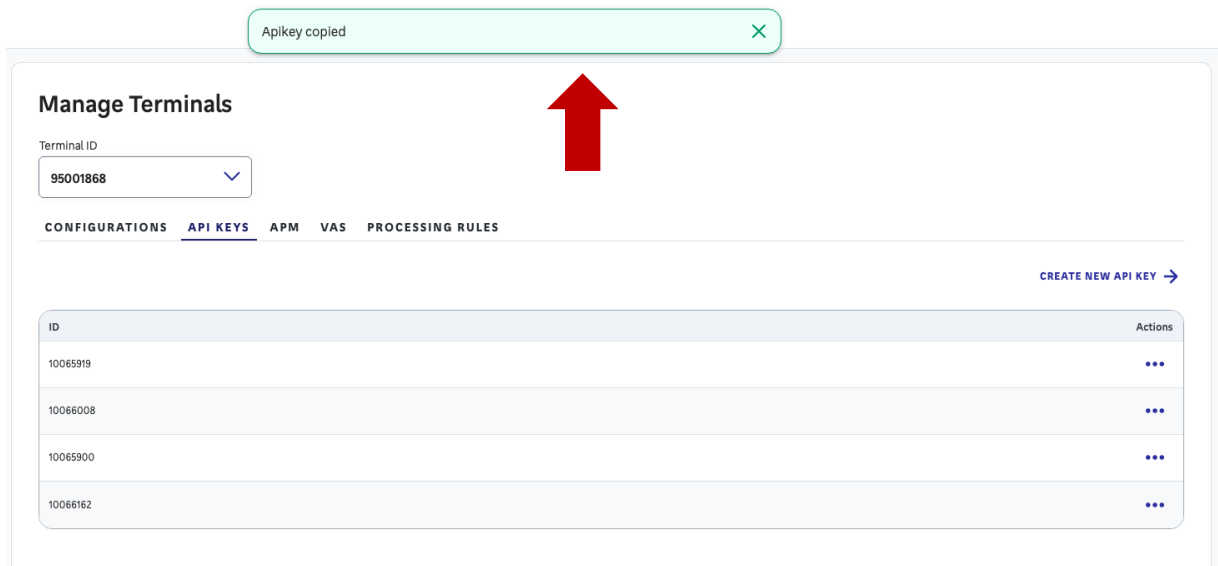 Apikey copied
Manage Terminals
Terminal ID
95001868
CONFIGURATIONS API KEYS APM VAS PROCESSING RULES
CREATE NEW API KEY
ID Actions
10065919
10066008
10065900
10066162